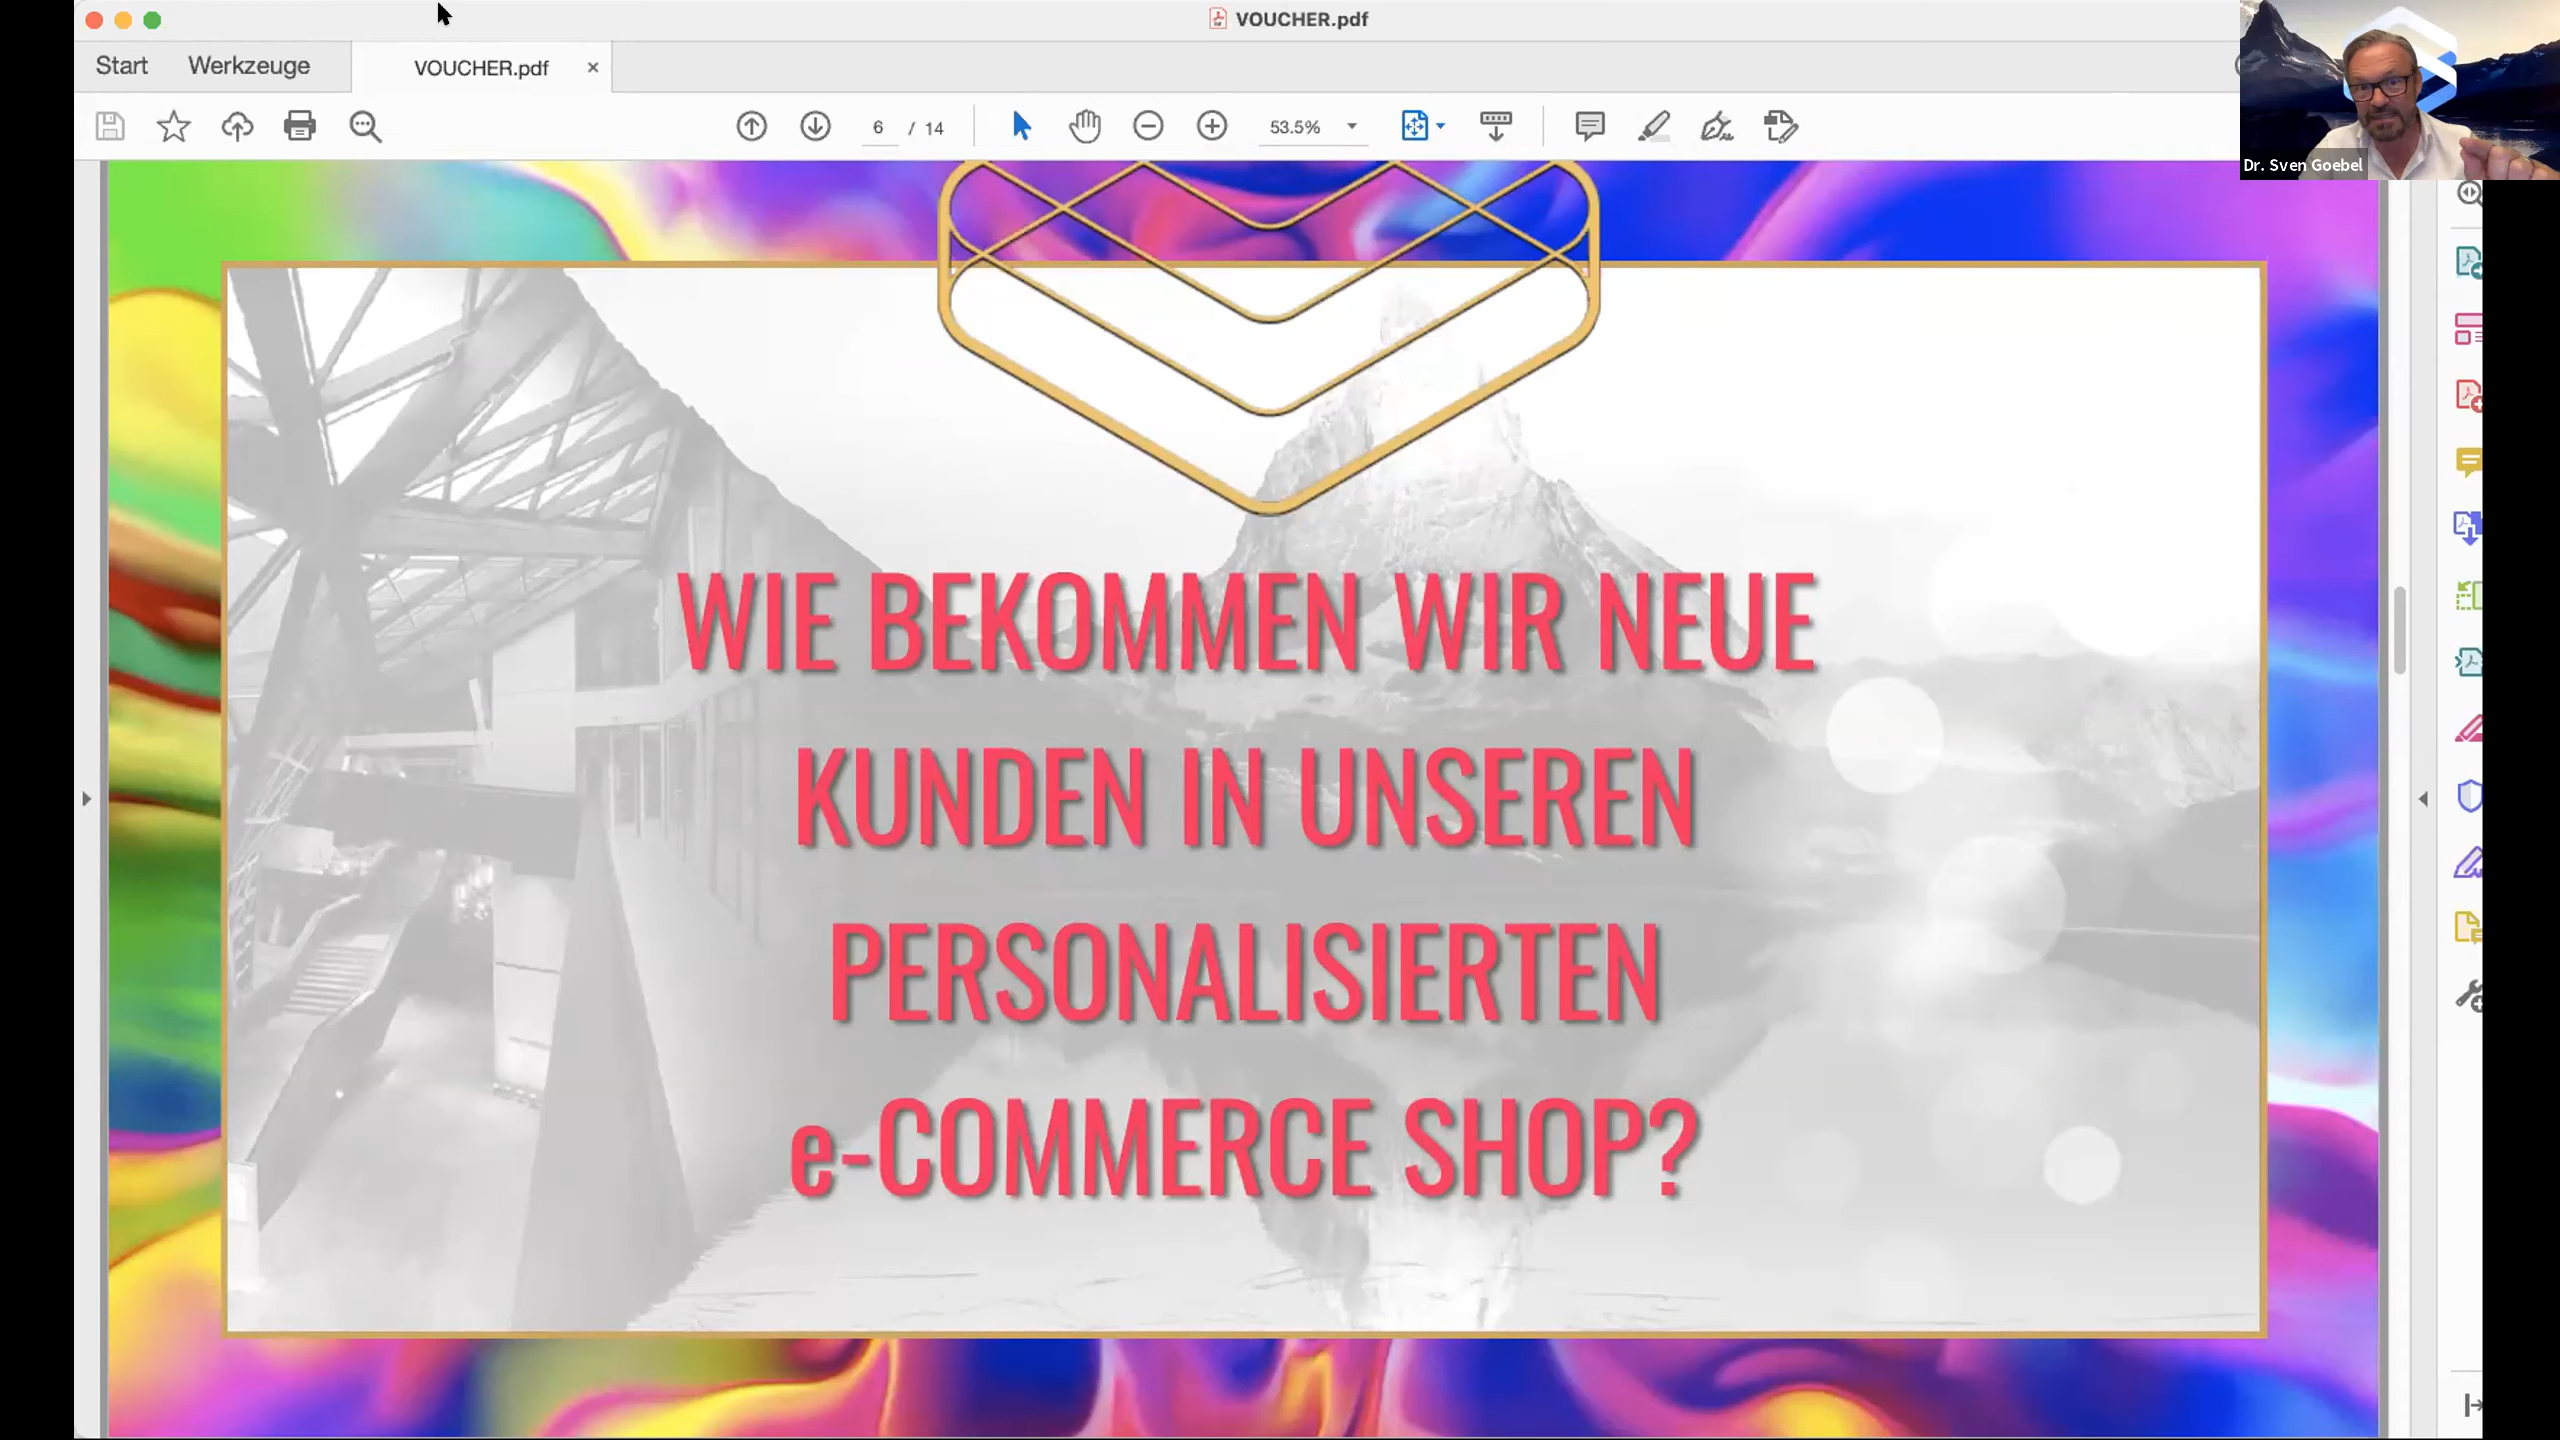 VOUCHER.pdf
Start Werkzeuge VOUCHER.pdf
6 / 14 53.5%
Dr. Sven Goebel
WIE BEKOMMEN WIR NEUE
KUNDEN IN UNSEREN
PERSONALISIERTEN
e-COMMERCE SHOP?